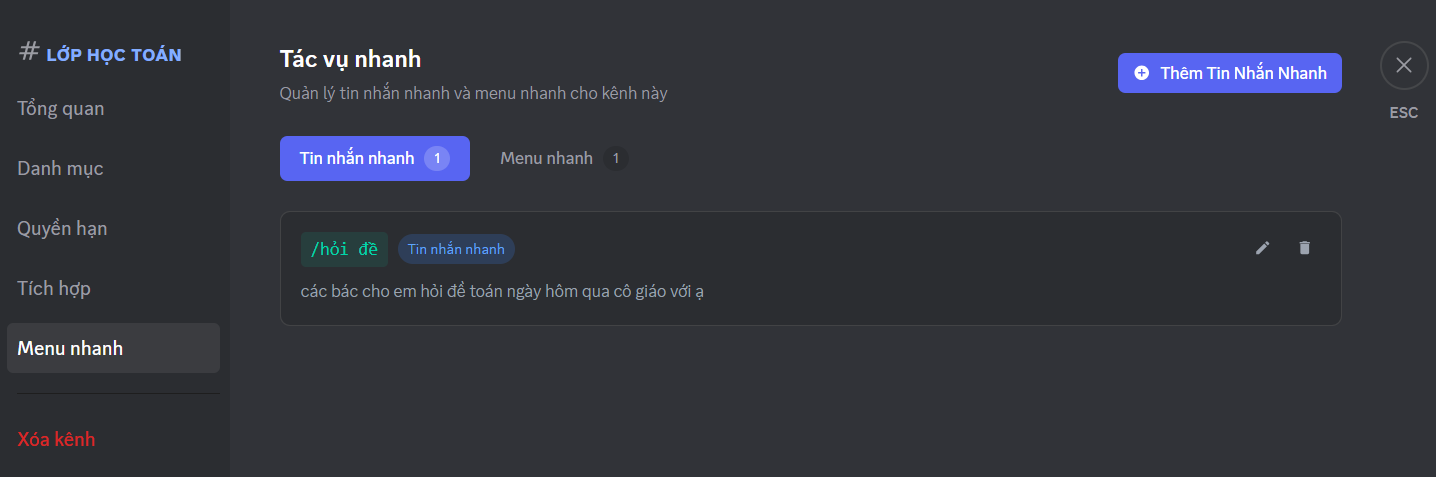 # LỚP HỌC TOÁN
Tổng quan
Danh mục
Quyền hạn
Tích hợp
Menu nhanh
Xóa kênh
Tác vụ nhanh
Quản lý tin nhắn nhanh và menu nhanh cho kênh này
Thêm Tin Nhắn Nhanh
ESC
Tin nhắn nhanh 1
Menu nhanh 1
/hỏi đề Tin nhắn nhanh
các bác cho em hỏi đề toán ngày hôm qua cô giáo với ạ